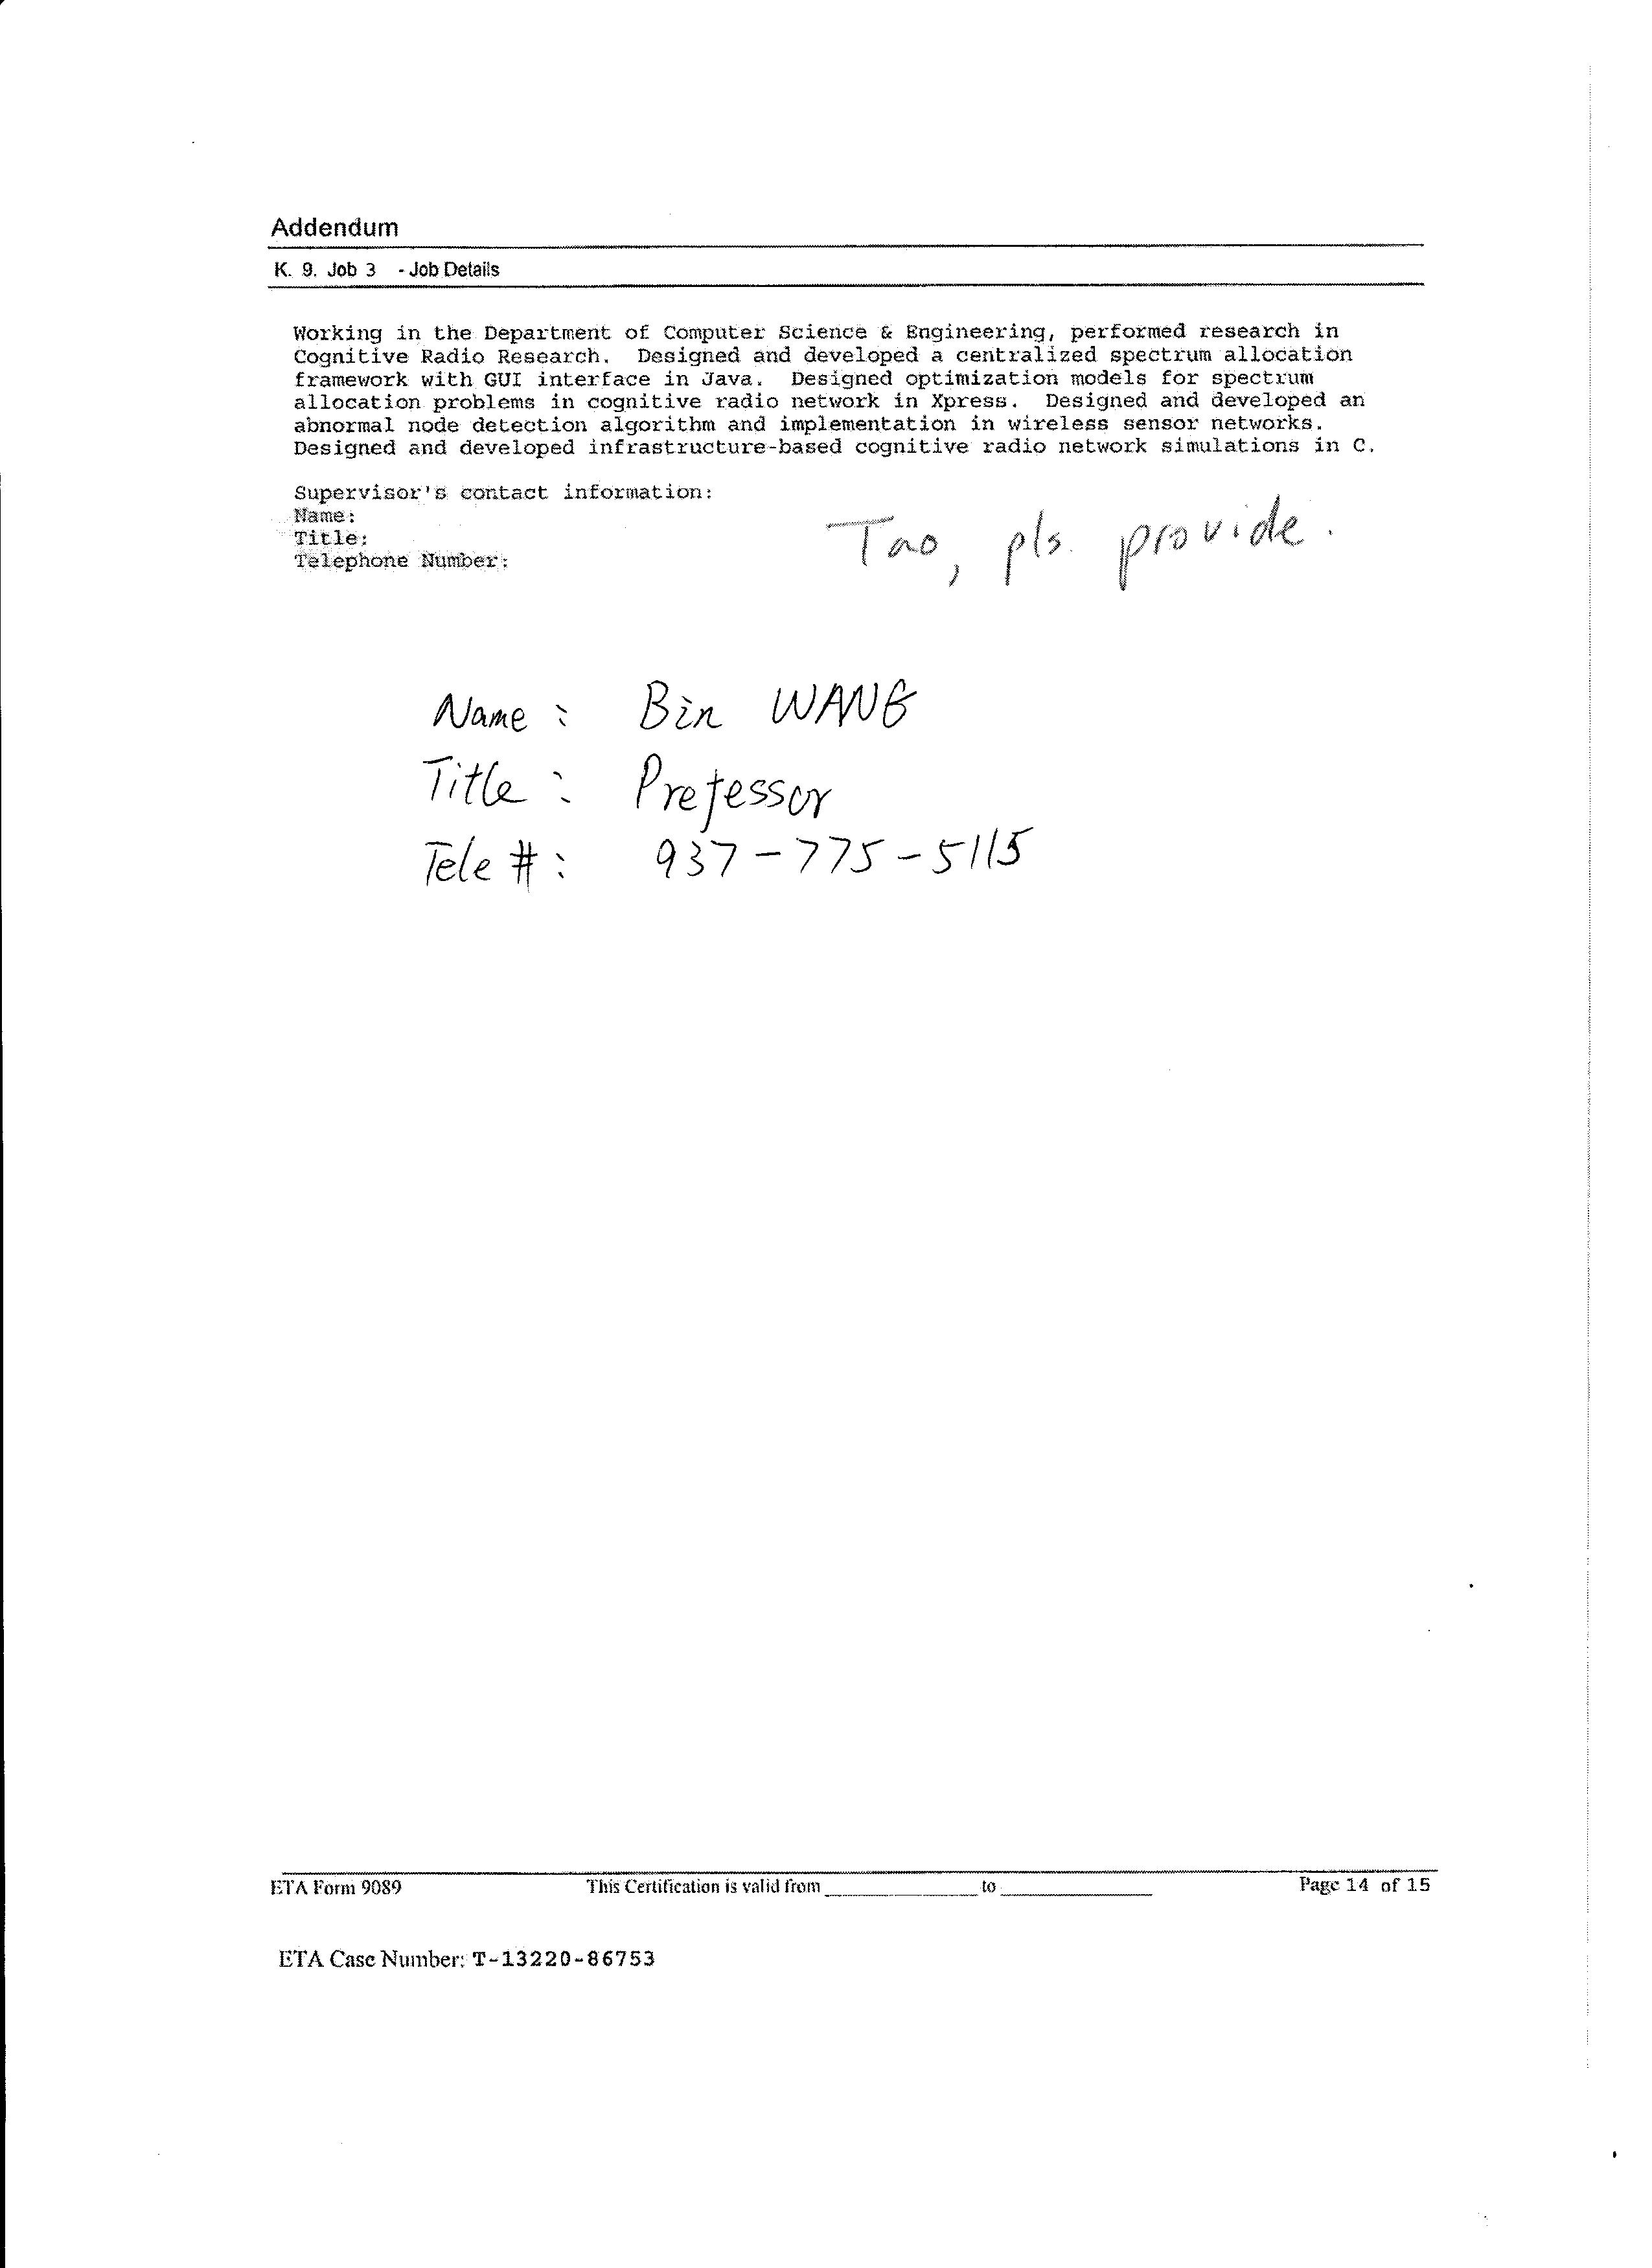 Addendum
K. 9. Job 3 - Job Details
Working in the Department of Computer Science & Engineering, performed research in
Cognitive Radio Research. Designed and developed a centralized spectrum allocation
framework with GUI interface in Java. Designed optimization models for spectrum
allocation problems in cognitive radio network in Xpress. Designed and developed an
abnormal node detection algorithm and implementation in wireless sensor networks.
Designed and developed infrastructure-based cognitive radio network simulations in C.
Supervisor's contact information:
Name:
Title:
Telephone Number:
Tao, pls. provide.
Name: Bin WANG
Title: Professor
Tele #: 937-775-5115
ETA Form 9089 This Certification is valid from ____________ to ____________ Page 14 of 15
ETA Case Number: T-13220-86753